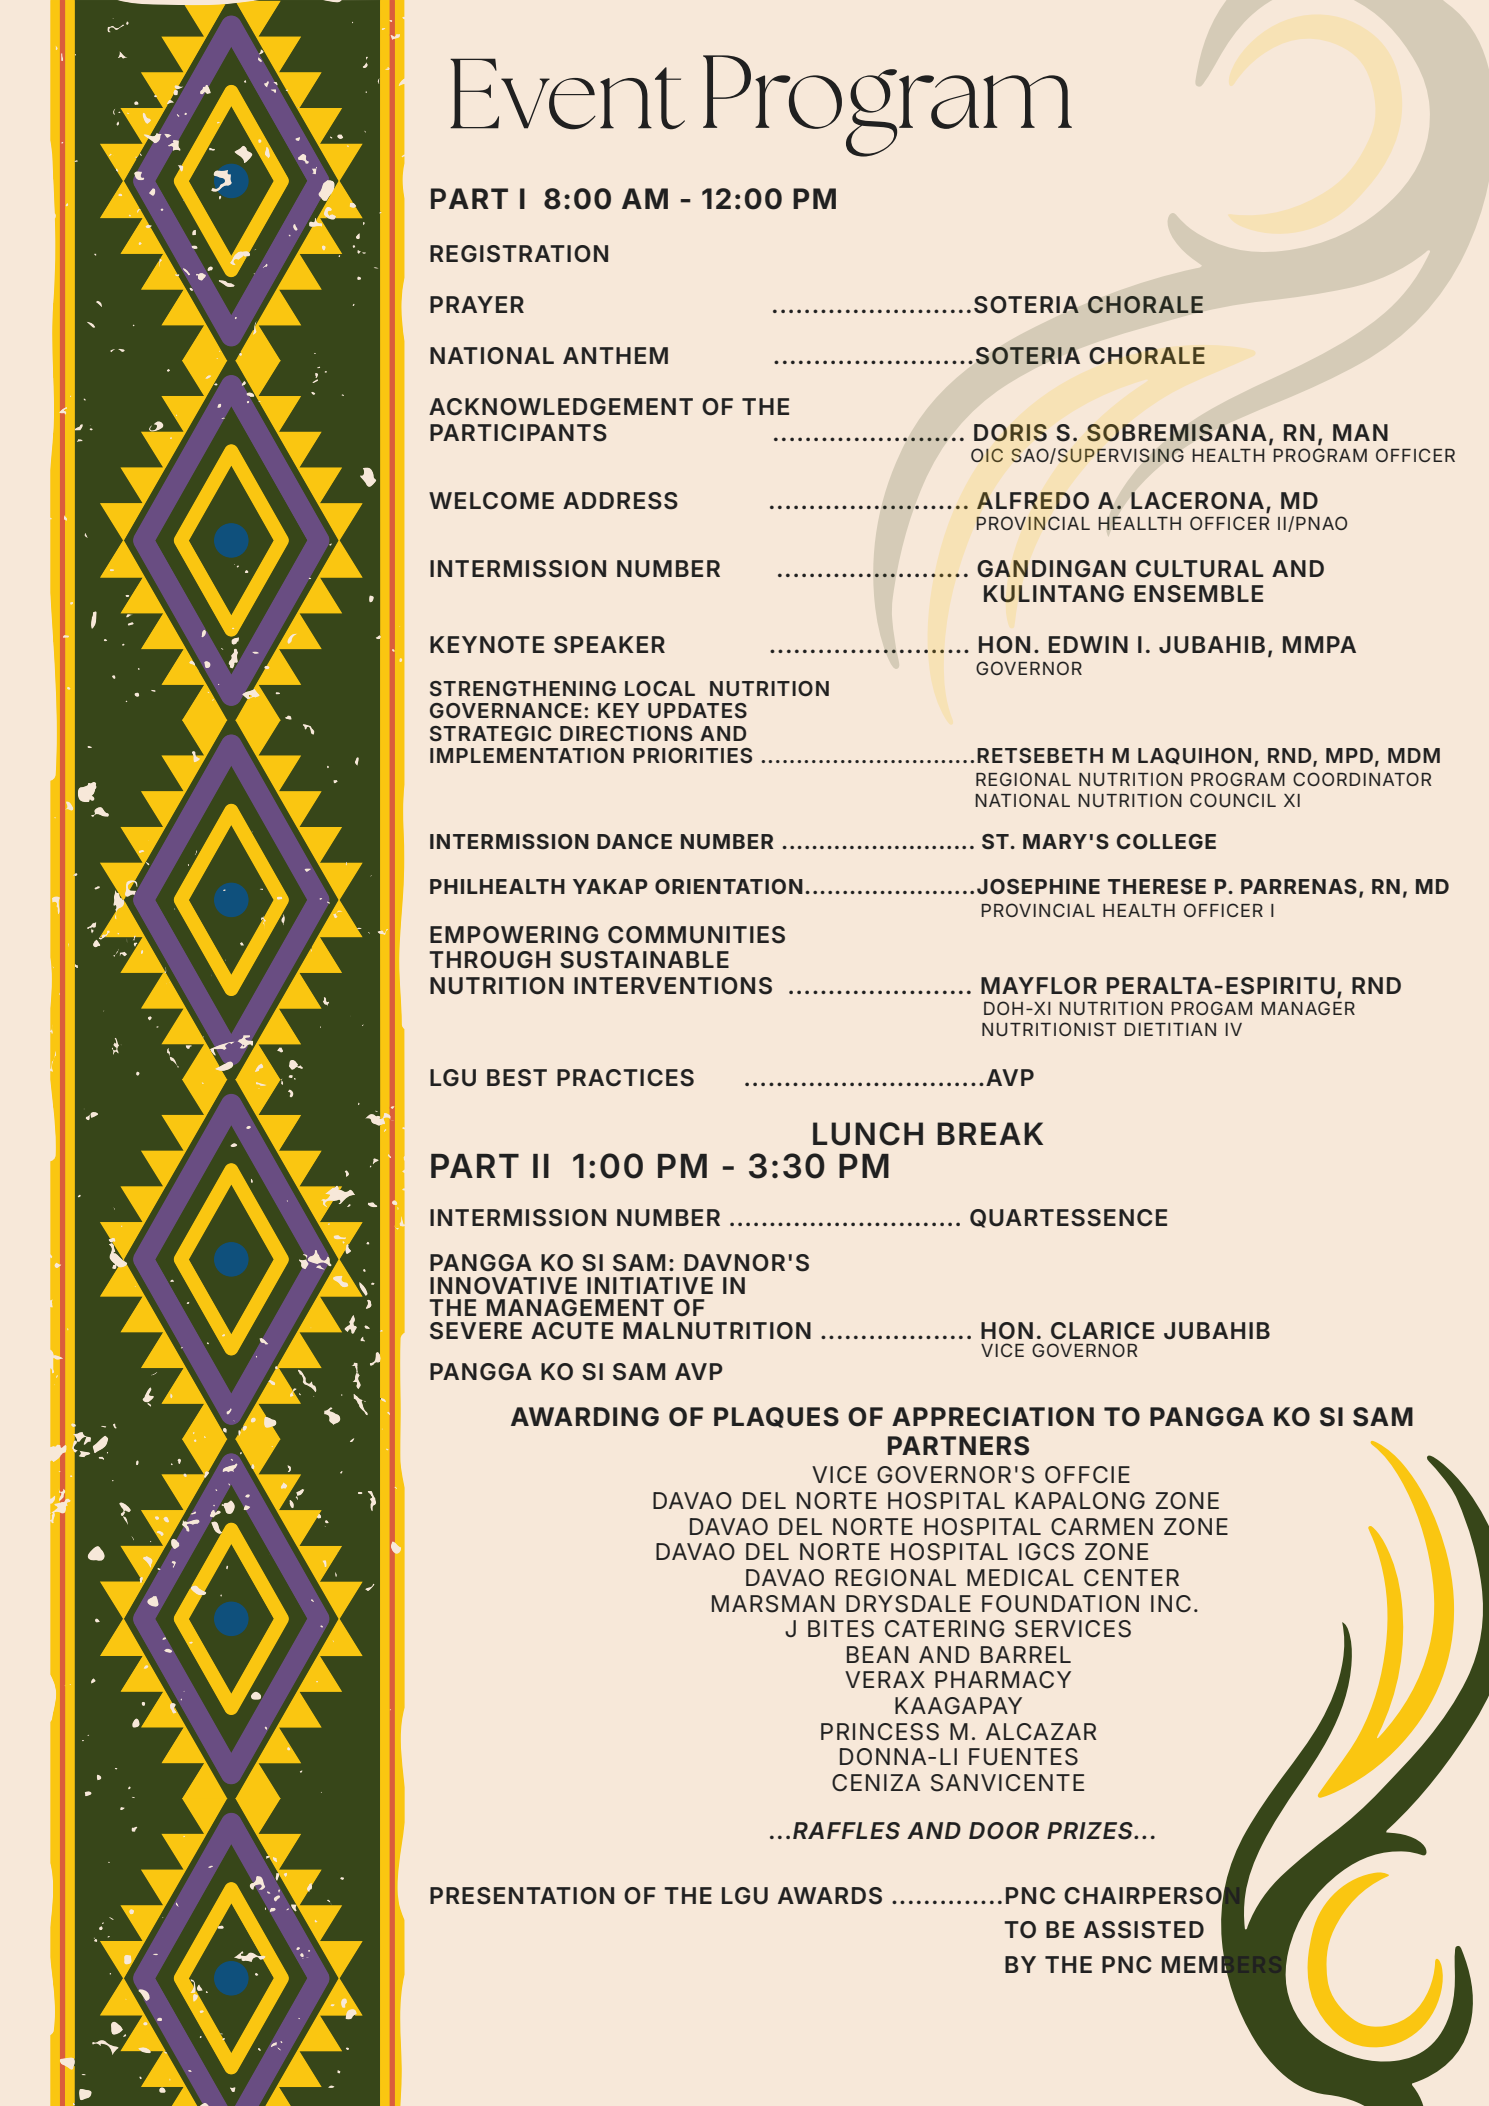 Event Program
PART I 8:00 AM - 12:00 PM
REGISTRATION
PRAYER .........................SOTERIA CHORALE
NATIONAL ANTHEM .........................SOTERIA CHORALE
ACKNOWLEDGEMENT OF THE
PARTICIPANTS ........................ DORIS S. SOBREMISANA, RN, MAN
OIC SAO/SUPERVISING HEALTH PROGRAM OFFICER
WELCOME ADDRESS ......................... ALFREDO A. LACERONA, MD
PROVINCIAL HEALLTH OFFICER II/PNAO
INTERMISSION NUMBER ........................ GANDINGAN CULTURAL AND
KULINTANG ENSEMBLE
KEYNOTE SPEAKER ......................... HON. EDWIN I. JUBAHIB, MMPA
GOVERNOR
STRENGTHENING LOCAL NUTRITION
GOVERNANCE: KEY UPDATES
STRATEGIC DIRECTIONS AND
IMPLEMENTATION PRIORITIES .............................RETSEBETH M LAQUIHON, RND, MPD, MDM
REGIONAL NUTRITION PROGRAM COORDINATOR
NATIONAL NUTRITION COUNCIL XI
INTERMISSION DANCE NUMBER .......................... ST. MARY'S COLLEGE
PHILHEALTH YAKAP ORIENTATION.......................JOSEPHINE THERESE P. PARRENAS, RN, MD
PROVINCIAL HEALTH OFFICER I
EMPOWERING COMMUNITIES
THROUGH SUSTAINABLE
NUTRITION INTERVENTIONS ....................... MAYFLOR PERALTA-ESPIRITU, RND
DOH-XI NUTRITION PROGAM MANAGER
NUTRITIONIST DIETITIAN IV
LGU BEST PRACTICES ..............................AVP
LUNCH BREAK
PART II 1:00 PM - 3:30 PM
INTERMISSION NUMBER ............................. QUARTESSENCE
PANGGA KO SI SAM: DAVNOR'S
INNOVATIVE INITIATIVE IN
THE MANAGEMENT OF
SEVERE ACUTE MALNUTRITION ................... HON. CLARICE JUBAHIB
VICE GOVERNOR
PANGGA KO SI SAM AVP
AWARDING OF PLAQUES OF APPRECIATION TO PANGGA KO SI SAM
PARTNERS
VICE GOVERNOR'S OFFCIE
DAVAO DEL NORTE HOSPITAL KAPALONG ZONE
DAVAO DEL NORTE HOSPITAL CARMEN ZONE
DAVAO DEL NORTE HOSPITAL IGCS ZONE
DAVAO REGIONAL MEDICAL CENTER
MARSMAN DRYSDALE FOUNDATION INC.
J BITES CATERING SERVICES
BEAN AND BARREL
VERAX PHARMACY
KAAGAPAY
PRINCESS M. ALCAZAR
DONNA-LI FUENTES
CENIZA SANVICENTE
...RAFFLES AND DOOR PRIZES...
PRESENTATION OF THE LGU AWARDS ..............PNC CHAIRPERSON
TO BE ASSISTED
BY THE PNC MEMBERS